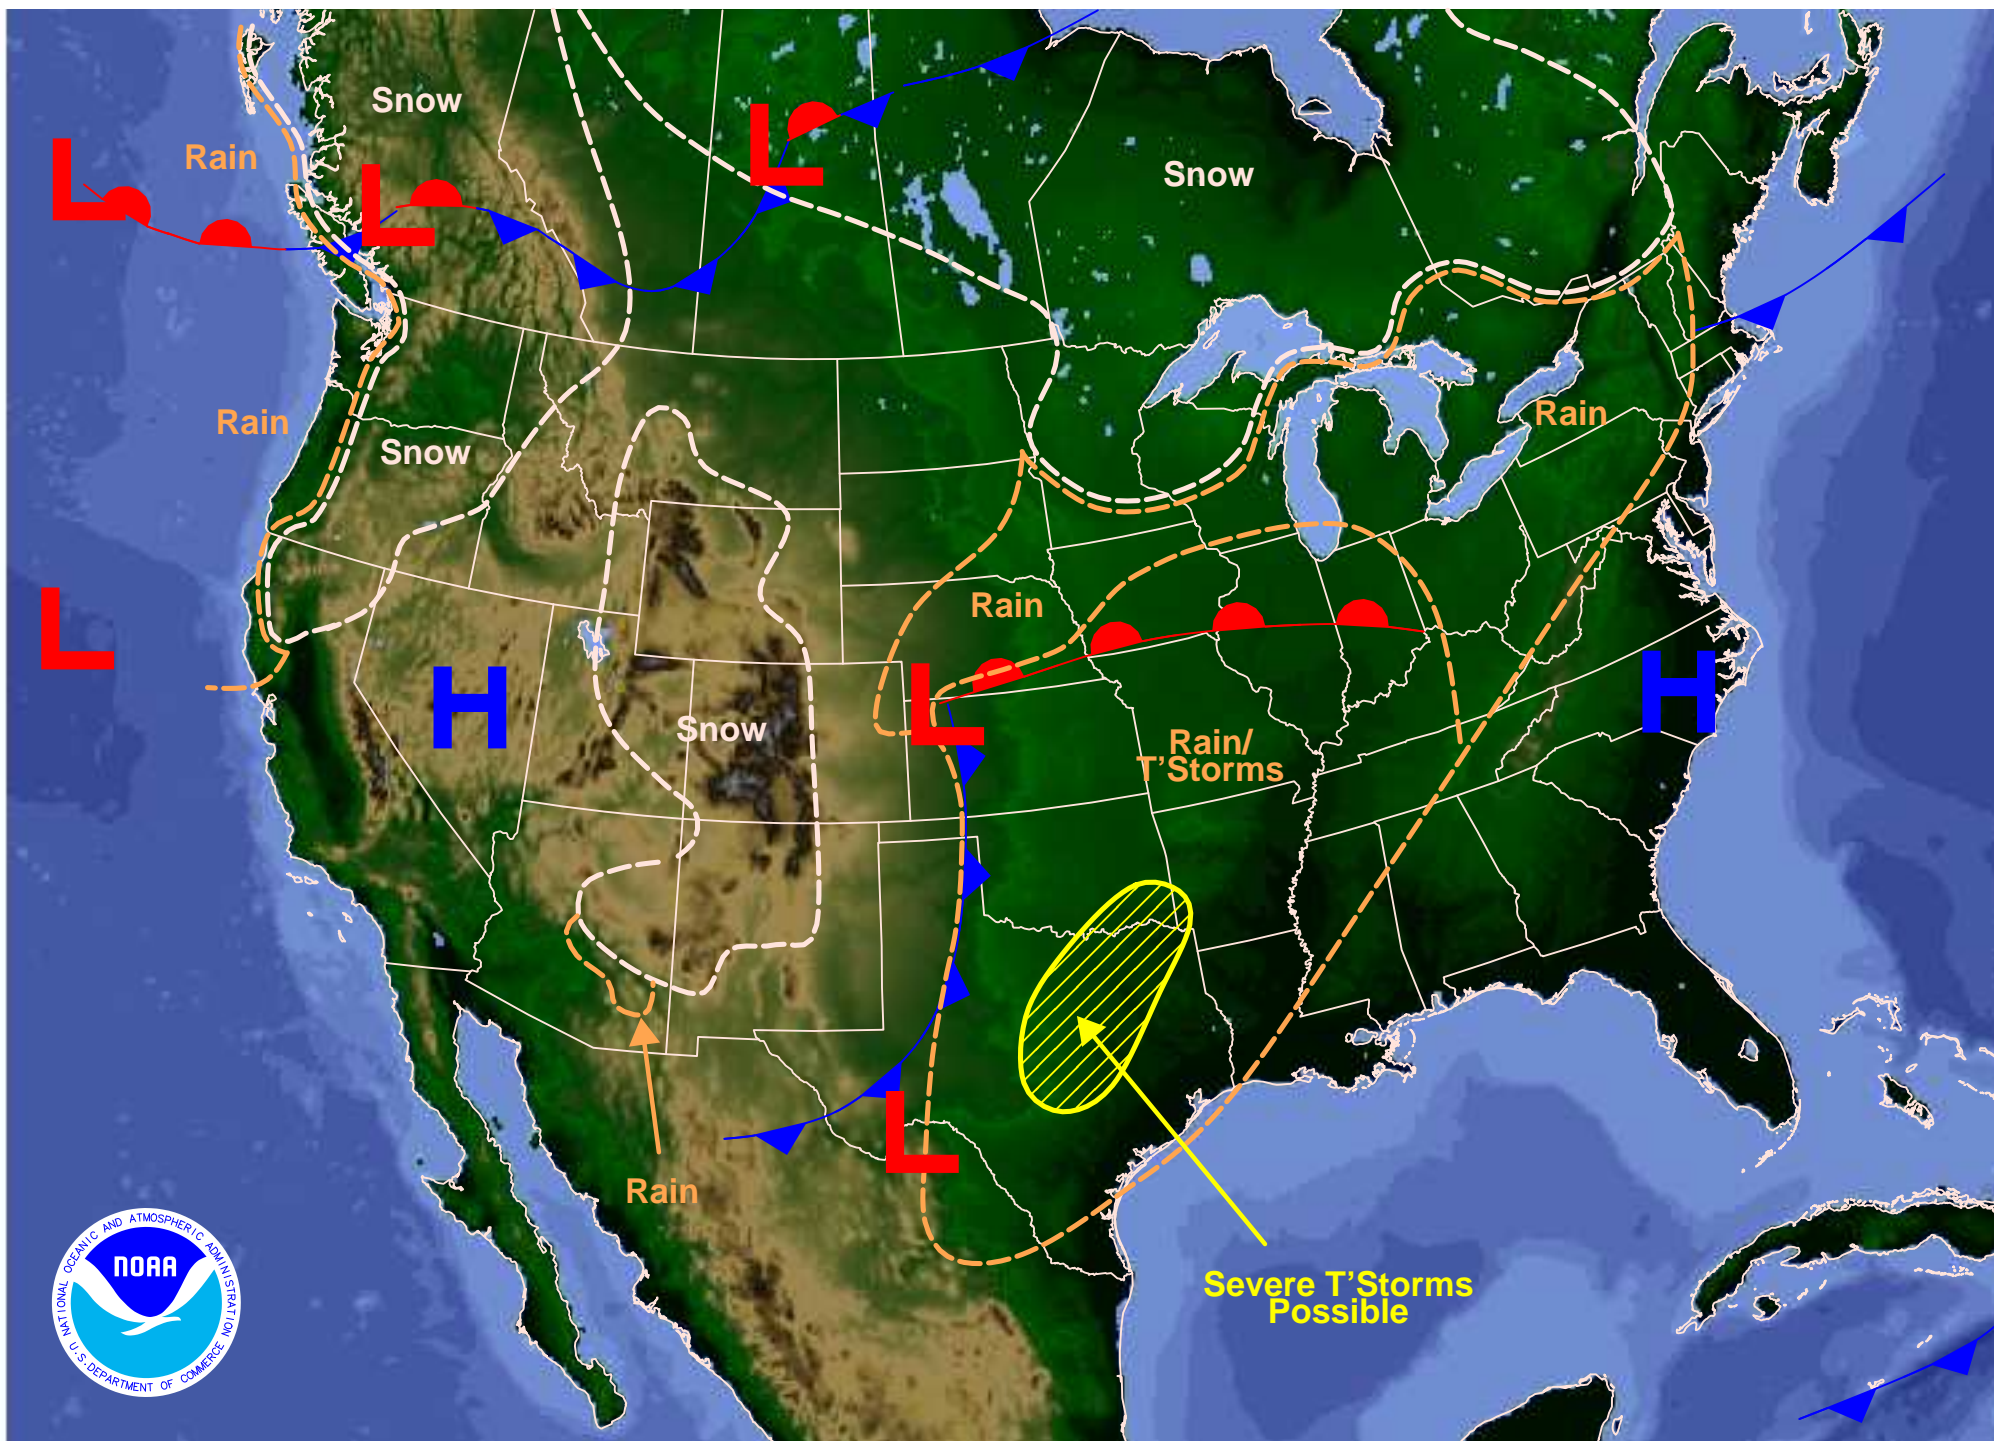 Snow
Rain
L
L
L
Snow
Rain
Snow
Rain
L
Rain
H
Snow
L
H
Rain/
T'Storms
L
Rain
Severe T'Storms
Possible
NATIONAL OCEANIC AND ATMOSPHERIC ADMINISTRATION
NOAA
U.S. DEPARTMENT OF COMMERCE